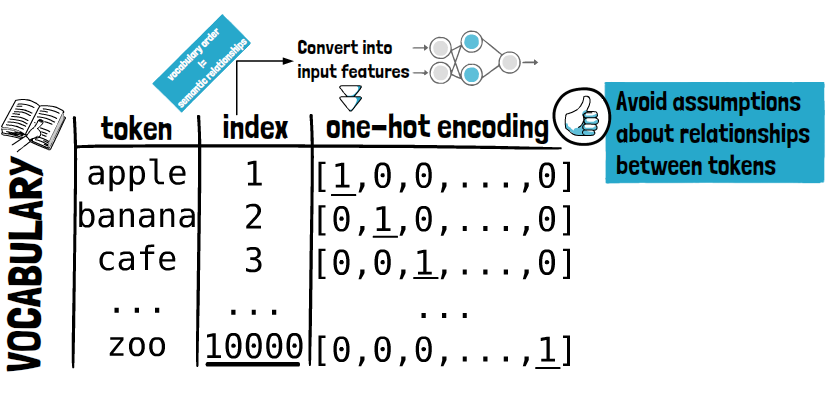 vocabulary order
!=
semantic relationships
Convert into
input features
Avoid assumptions
about relationships
between tokens
VOCABULARY
token index one-hot encoding
apple 1 [1,0,0,...,0]
banana 2 [0,1,0,...,0]
cafe 3 [0,0,1,...,0]
... ... ...
zoo 10000 [0,0,0,...,1]